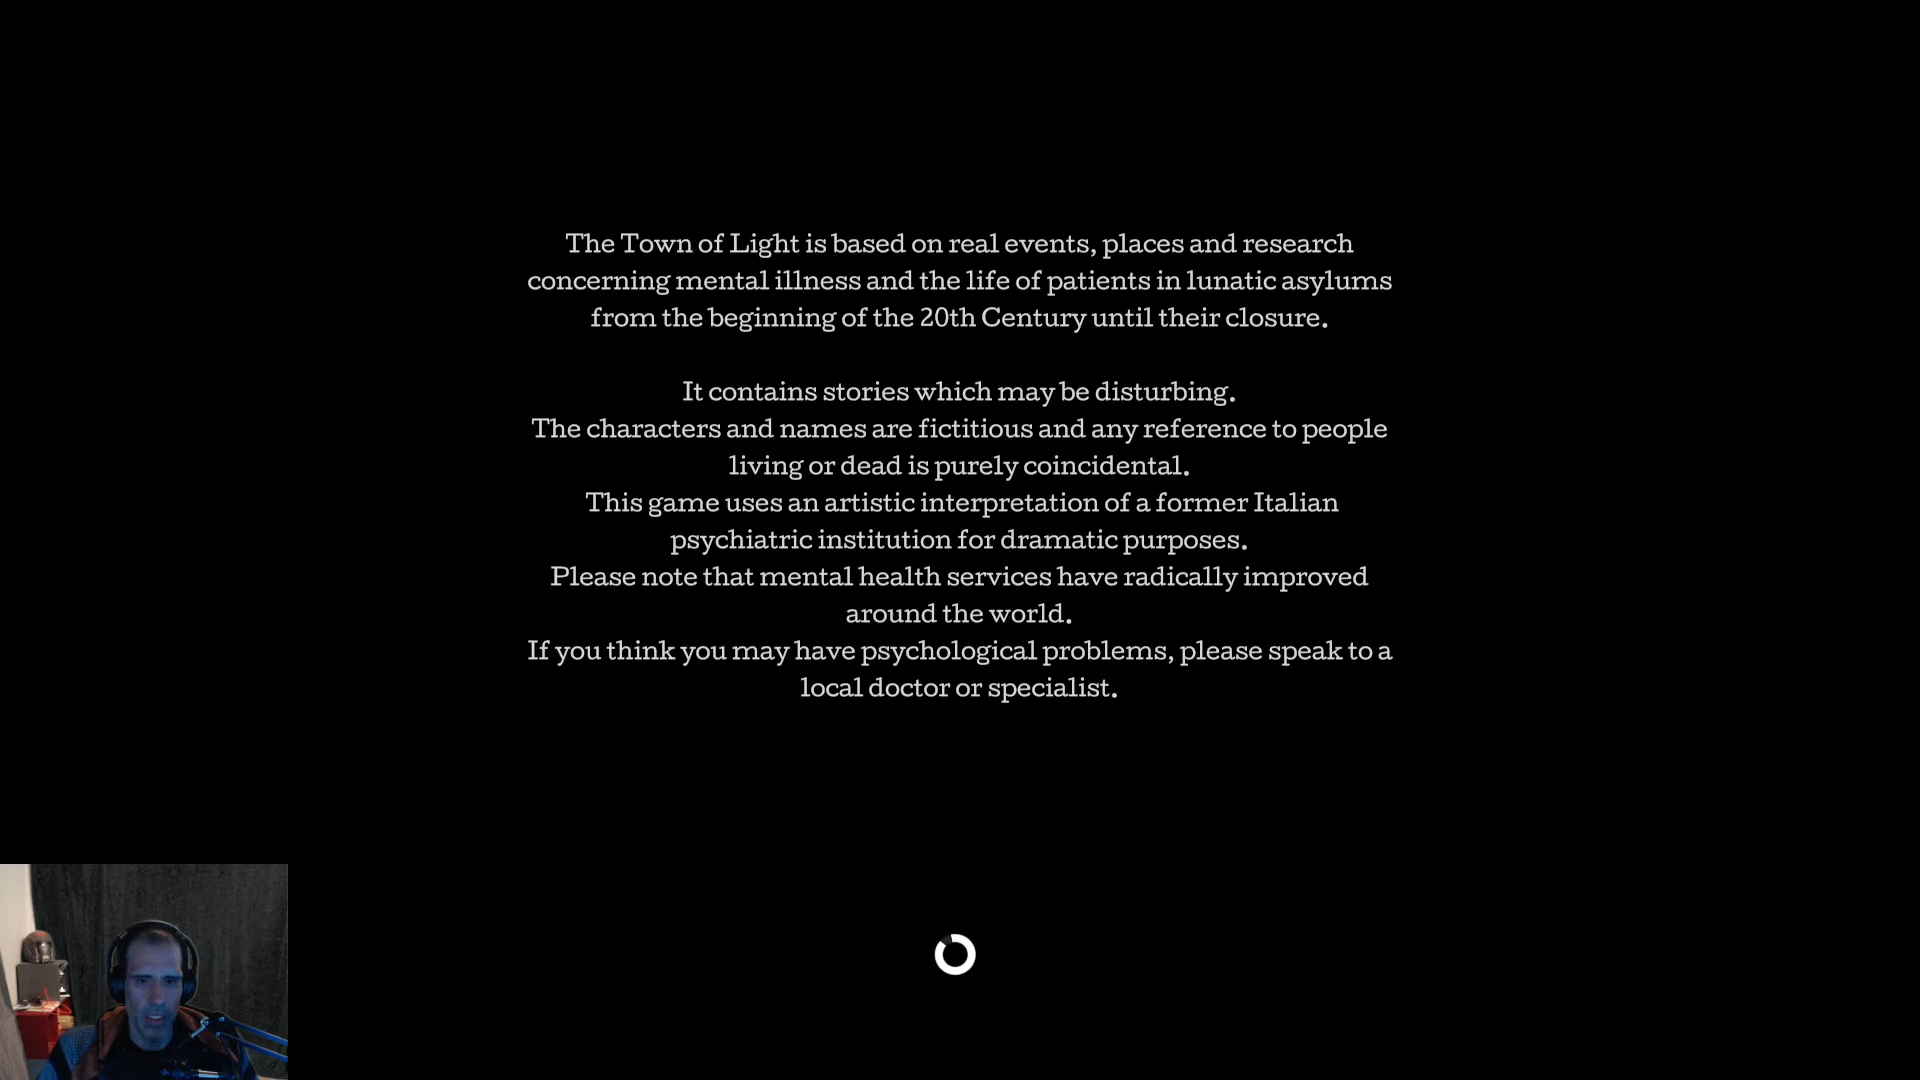 The Town of Light is based on real events, places and research
concerning mental illness and the life of patients in lunatic asylums
from the beginning of the 20th Century until their closure.
It contains stories which may be disturbing.
The characters and names are fictitious and any reference to people
living or dead is purely coincidental.
This game uses an artistic interpretation of a former Italian
psychiatric institution for dramatic purposes.
Please note that mental health services have radically improved
around the world.
If you think you may have psychological problems, please speak to a
local doctor or specialist.